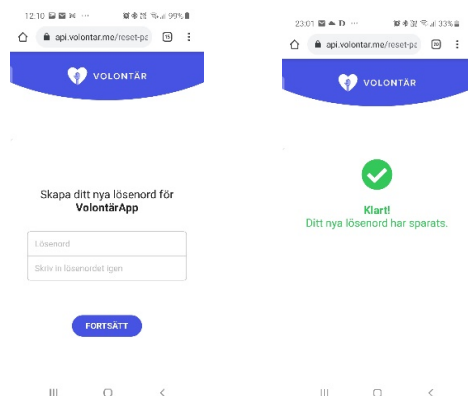 12:10 99%
api.volontar.me/reset-pa
VOLONTÄR
Skapa ditt nya lösenord för
VolontärApp
Lösenord
Skriv in lösenordet igen
FORTSÄTT
23:01 33%
api.volontar.me/reset-pa
VOLONTÄR
Klart!
Ditt nya lösenord har sparats.